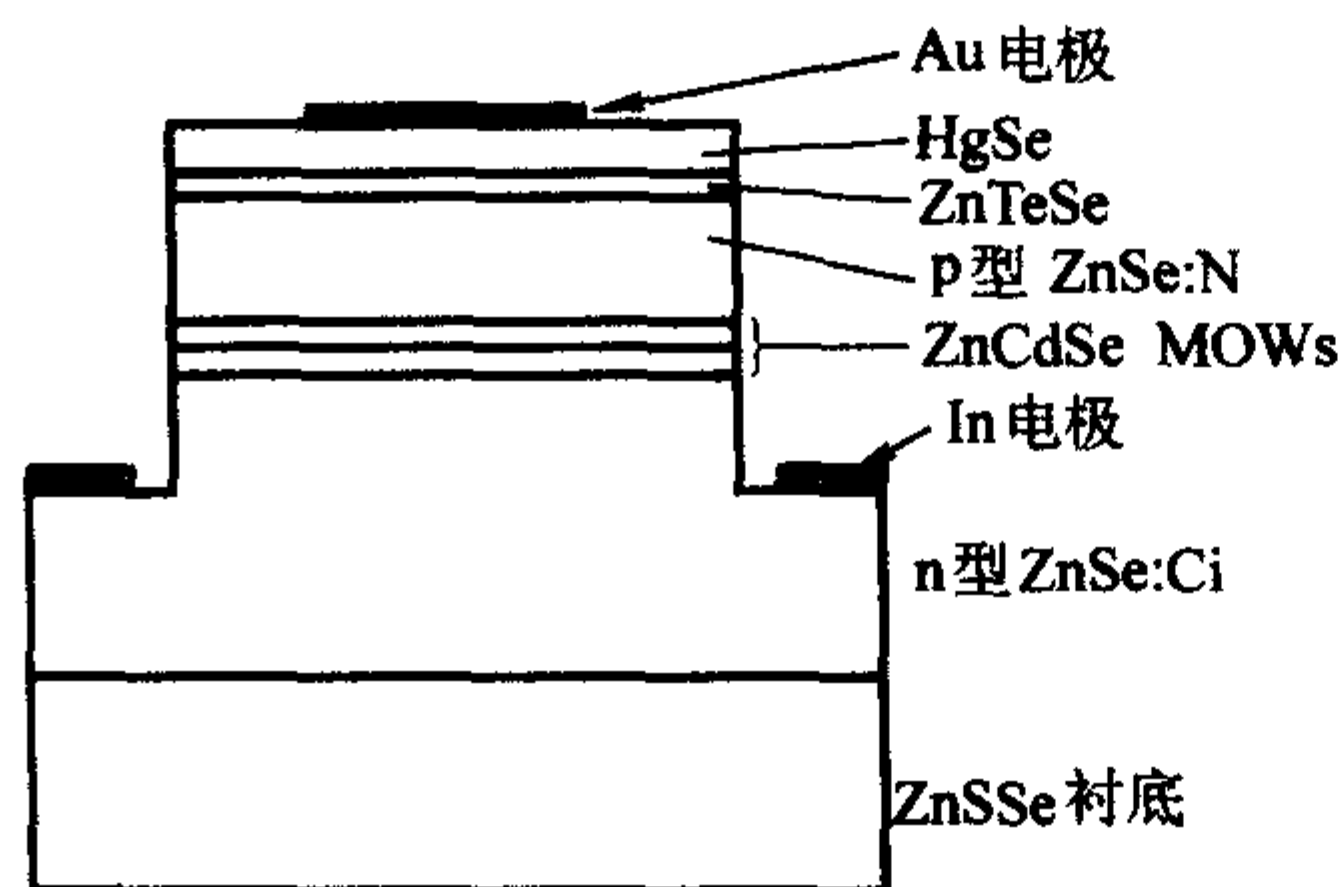 Au电极
HgSe
ZnTeSe
p型 ZnSe:N
ZnCdSe MOWs
In电极
n型ZnSe:Ci
ZnSSe衬底